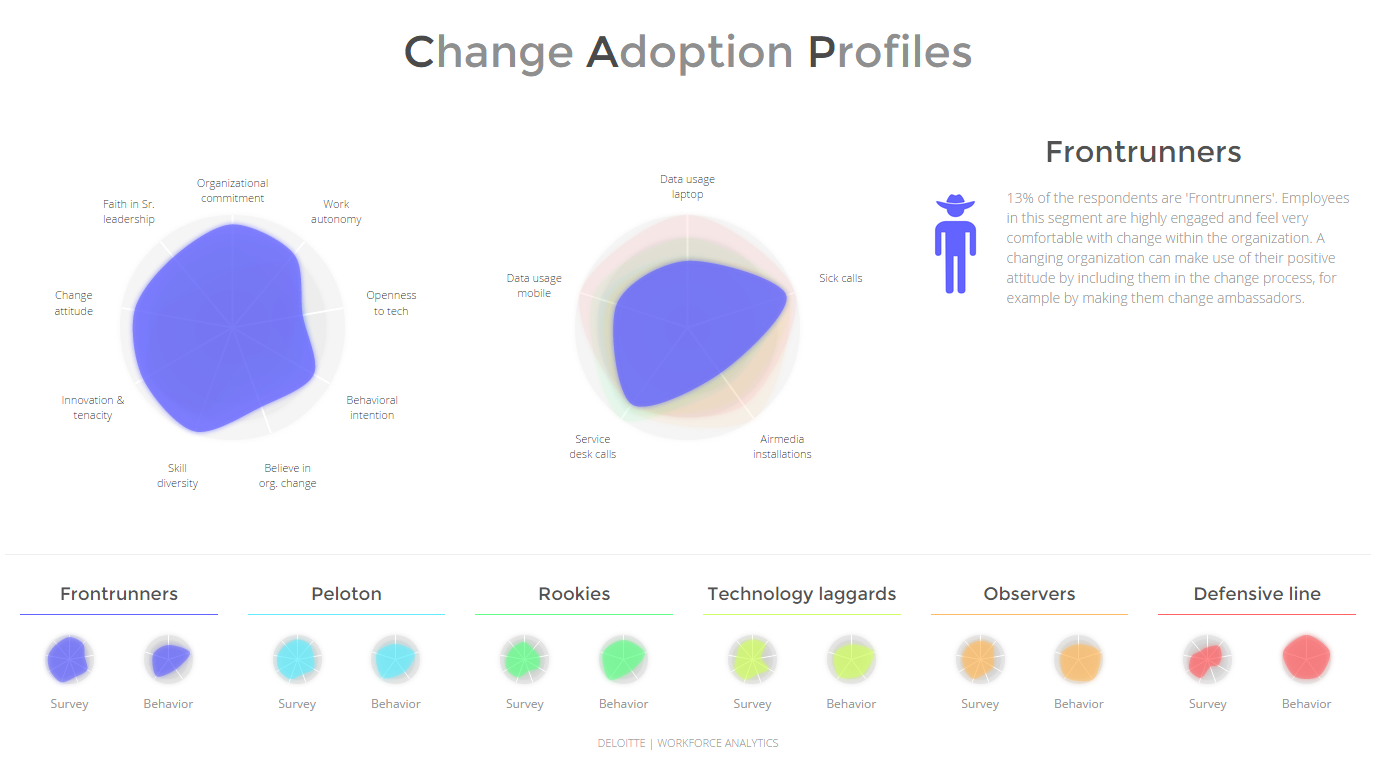 Change Adoption Profiles
Organizational
commitment
Faith in Sr.
leadership
Work
autonomy
Change
attitude
Openness
to tech
Innovation &
tenacity
Behavioral
intention
Skill
diversity
Believe in
org. change
Data usage
laptop
Data usage
mobile
Sick calls
Service
desk calls
Airmedia
installations
Frontrunners
13% of the respondents are 'Frontrunners'. Employees
in this segment are highly engaged and feel very
comfortable with change within the organization. A
changing organization can make use of their positive
attitude by including them in the change process, for
example by making them change ambassadors.
Frontrunners
Survey
Behavior
Peloton
Survey
Behavior
Rookies
Survey
Behavior
Technology laggards
Survey
Behavior
Observers
Survey
Behavior
Defensive line
Survey
Behavior
DELOITTE | WORKFORCE ANALYTICS